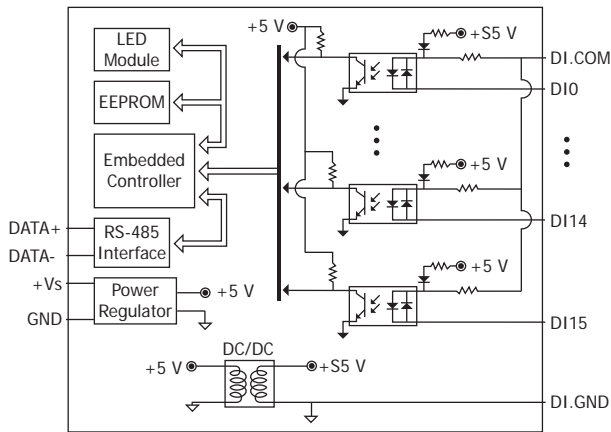 +5 V
+S5 V
LED
Module
DI.COM
EEPROM
DI0
Embedded
Controller
+5 V
DI14
DATA+
RS-485
Interface
DATA-
+5 V
+Vs
Power
Regulator
+5 V
GND
DI15
DC/DC
+5 V
+S5 V
DI.GND